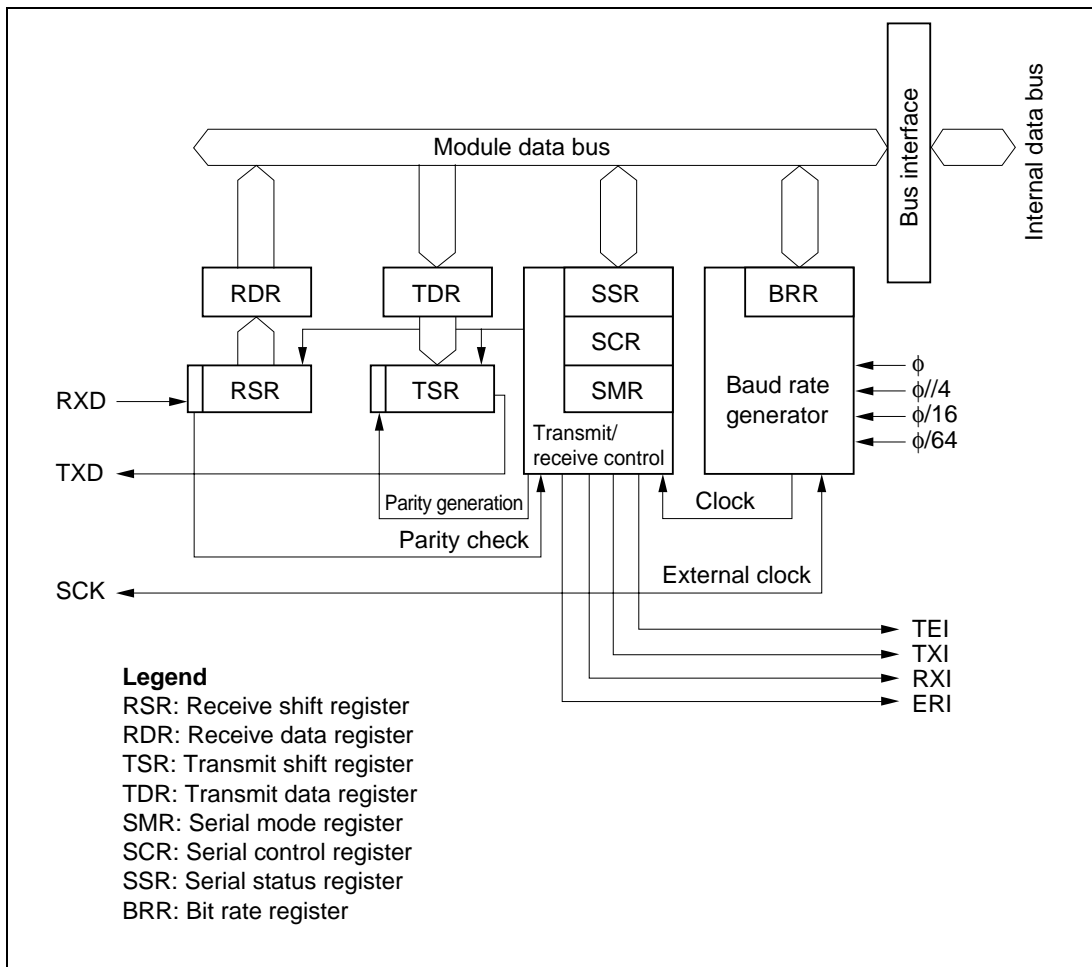 Module data bus
Bus interface
Internal data bus
RDR
TDR
SSR
BRR
SCR
RSR
TSR
SMR
Baud rate
generator
ϕ
ϕ//4
ϕ/16
ϕ/64
RXD
Transmit/
receive control
TXD
Parity generation
Clock
Parity check
External clock
SCK
TEI
TXI
RXI
ERI
Legend
RSR: Receive shift register
RDR: Receive data register
TSR: Transmit shift register
TDR: Transmit data register
SMR: Serial mode register
SCR: Serial control register
SSR: Serial status register
BRR: Bit rate register